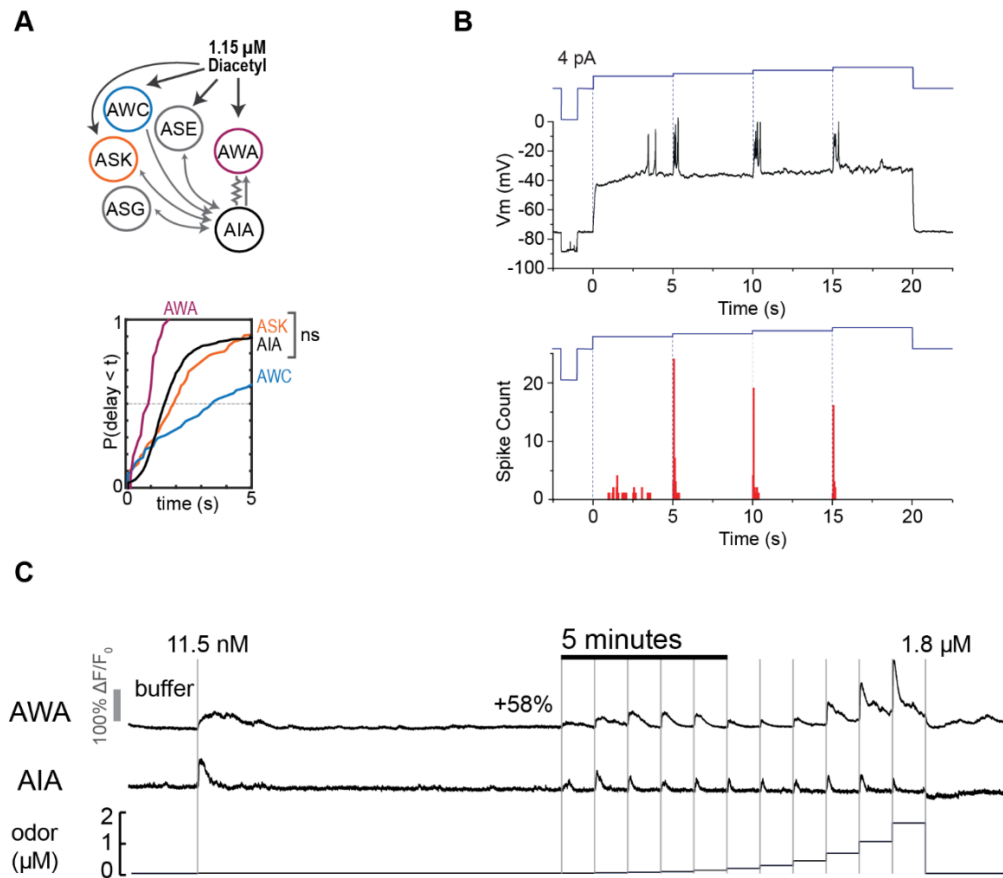 A
1.15 µM
Diacetyl
AWC
ASE
AWA
ASK
ASG
AIA
AWA
1
ASK
AIA
ns
AWC
P(delay < t)
0
0
5
time (s)
B
4 pA
0
-20
-40
-60
-80
-100
Vm (mV)
0 5 10 15 20
Time (s)
20
10
0
Spike Count
0 5 10 15 20
Time (s)
C
11.5 nM
5 minutes
1.8 µM
100% ΔF/F0
buffer
+58%
AWA
AIA
odor
(µM)
2
1
0